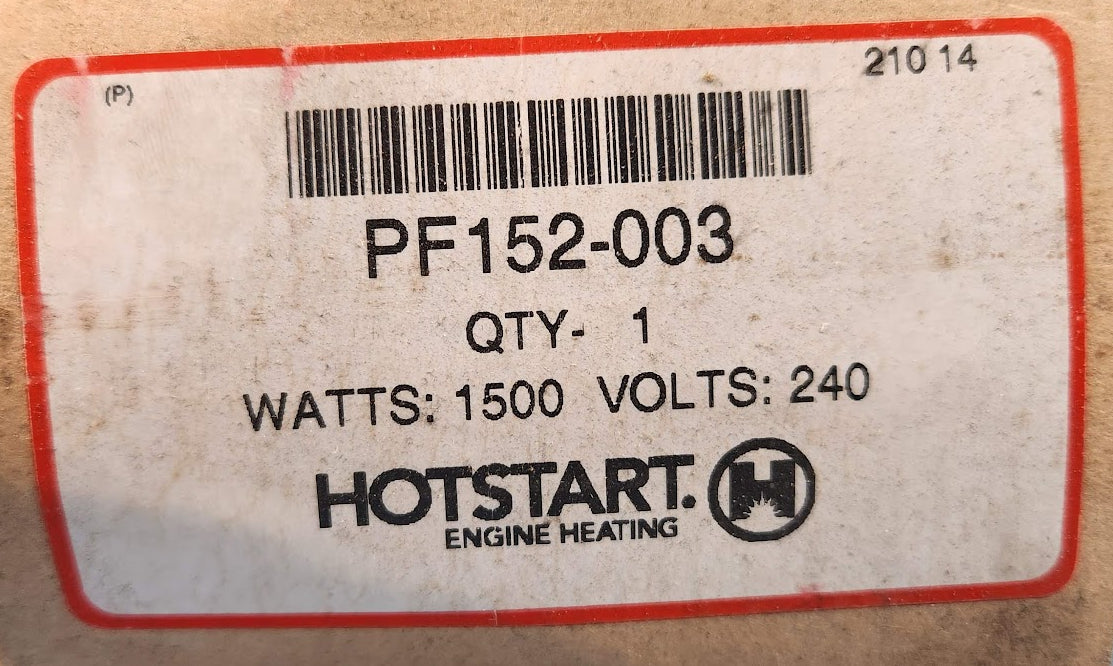 (P)
210 14
PF152-003
QTY- 1
WATTS: 1500 VOLTS: 240
HOTSTART.
ENGINE HEATING
H